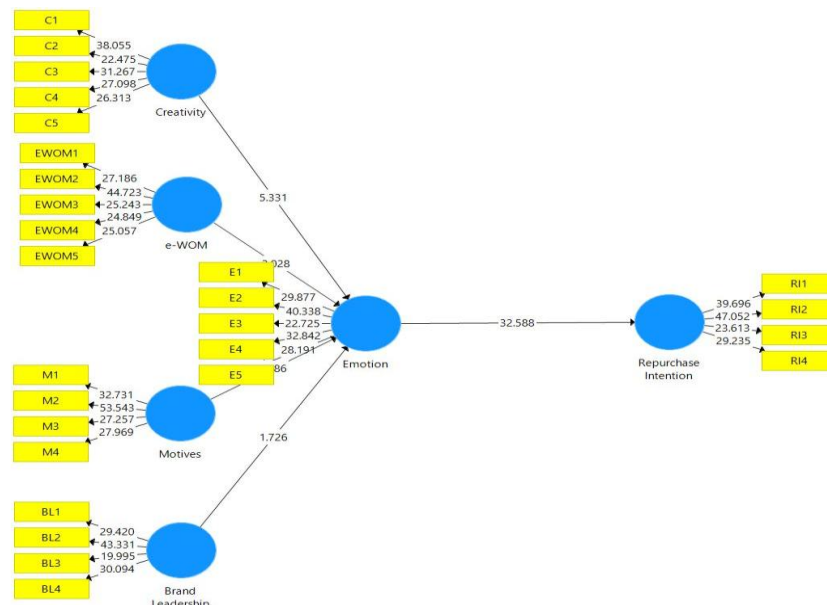 C1
38.055
C2
22.475
C3
31.267
C4
27.098
C5
26.313
Creativity
5.331
EWOM1
27.186
EWOM2
44.723
EWOM3
25.243
EWOM4
24.849
EWOM5
25.057
e-WOM
E1
29.877
E2
40.338
E3
22.725
E4
32.842
E5
28.191
Emotion
32.588
RI1
39.696
RI2
47.052
RI3
23.613
RI4
29.235
Repurchase
Intention
M1
32.731
M2
53.543
M3
27.257
M4
27.969
Motives
1.726
BL1
29.420
BL2
43.331
BL3
19.995
BL4
30.094
Brand
Leadership